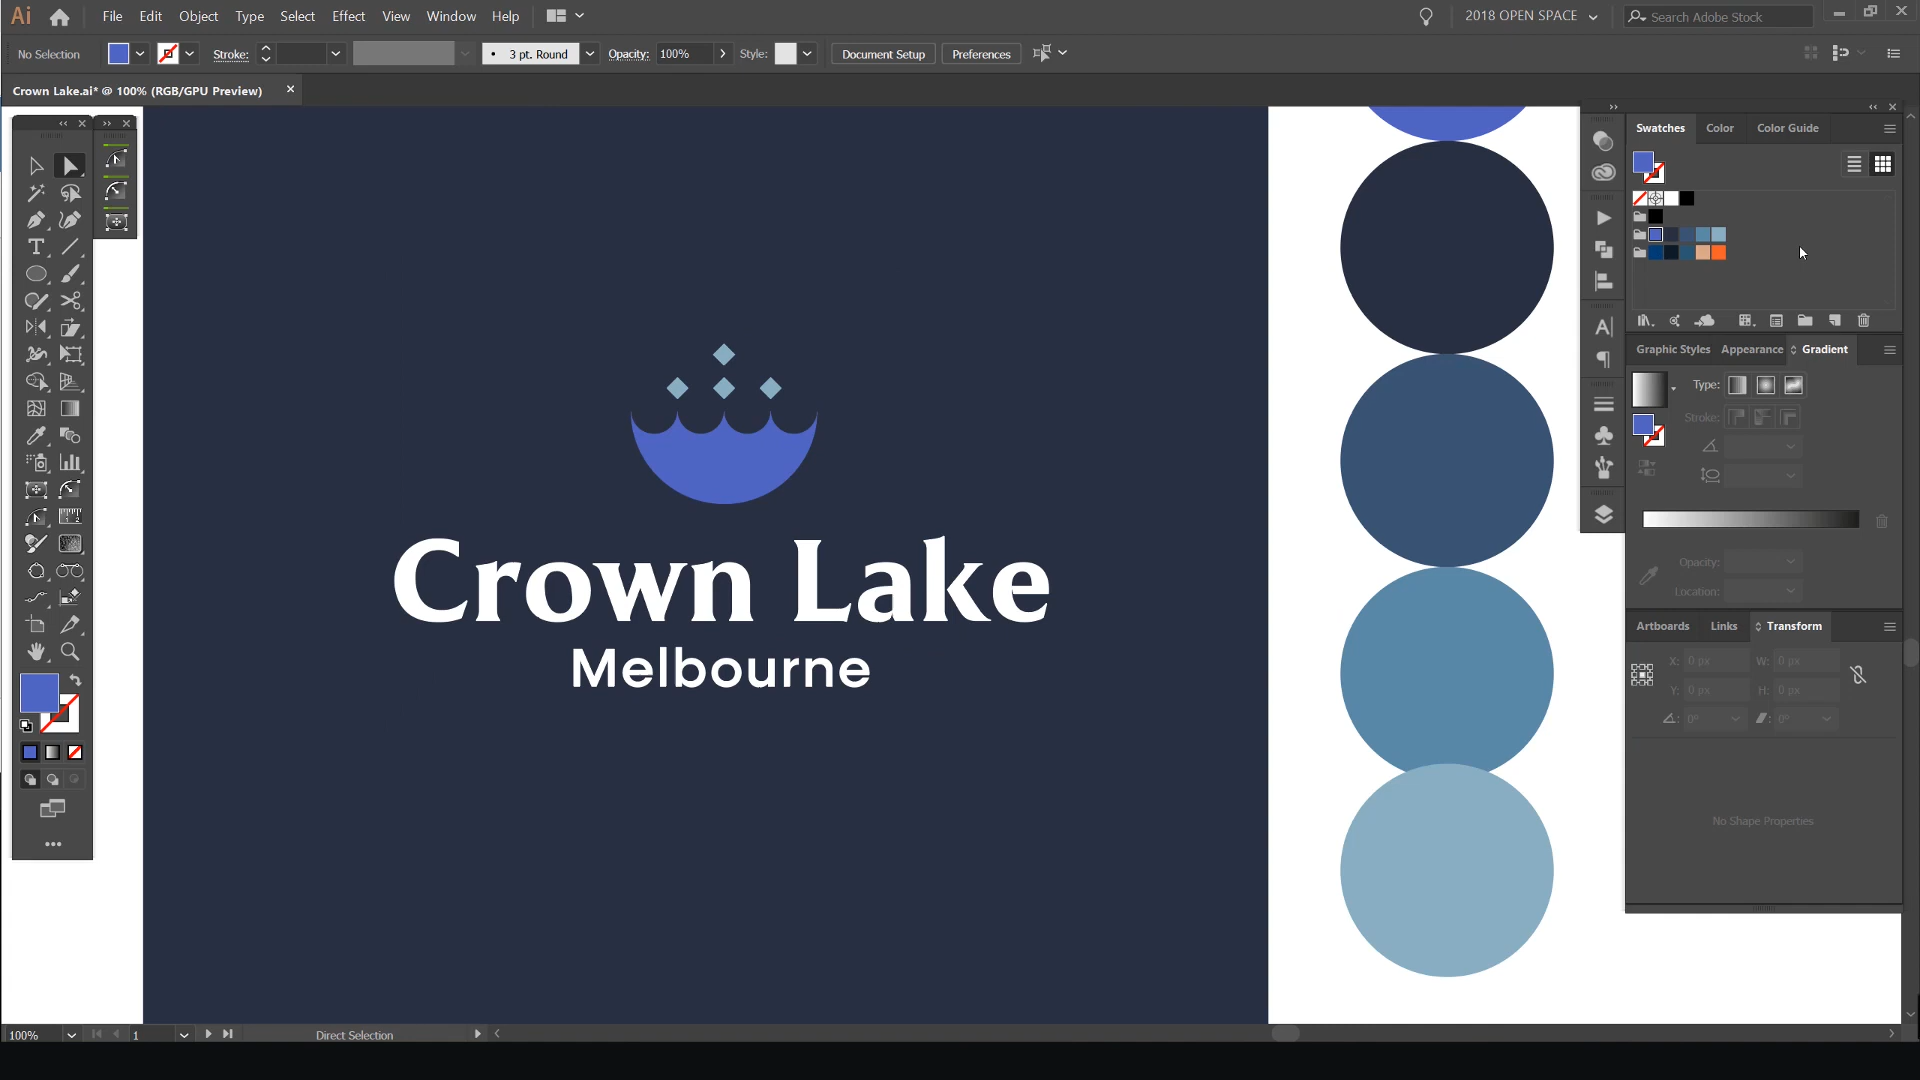 Ai
File Edit Object Type Select Effect View Window Help
2018 OPEN SPACE
Search Adobe Stock
No Selection
Stroke:
3 pt. Round
Opacity: 100%
Style:
Document Setup
Preferences
Crown Lake.ai* @ 100% (RGB/GPU Preview)
Swatches Color Color Guide
Graphic Styles Appearance Gradient
Type:
Stroke:
Opacity:
Location:
Artboards Links Transform
X: 0 px W: 0 px
Y: 0 px H: 0 px
0° 0°
No Shape Properties
Crown Lake
Melbourne
100%
1
Direct Selection